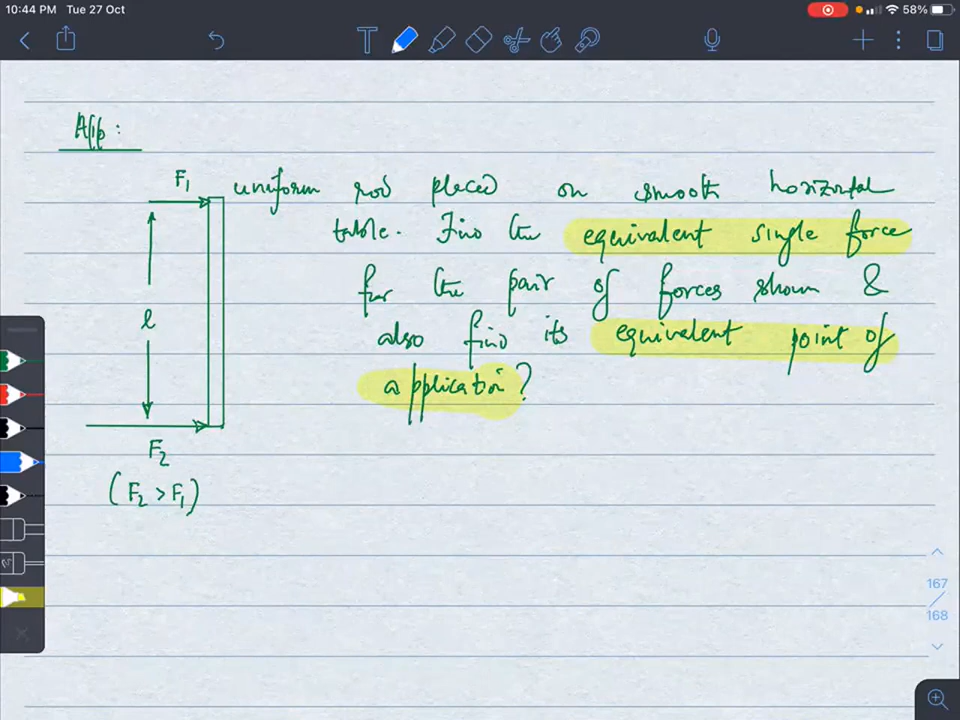 10:44 PM Tue 27 Oct
58%
App :
F1 uniform rod placed on smooth horizontal
table. Find the equivalent single force
for the pair of forces shown &
l also find its equivalent point of
application?
F2
(F2 > F1)
167
168